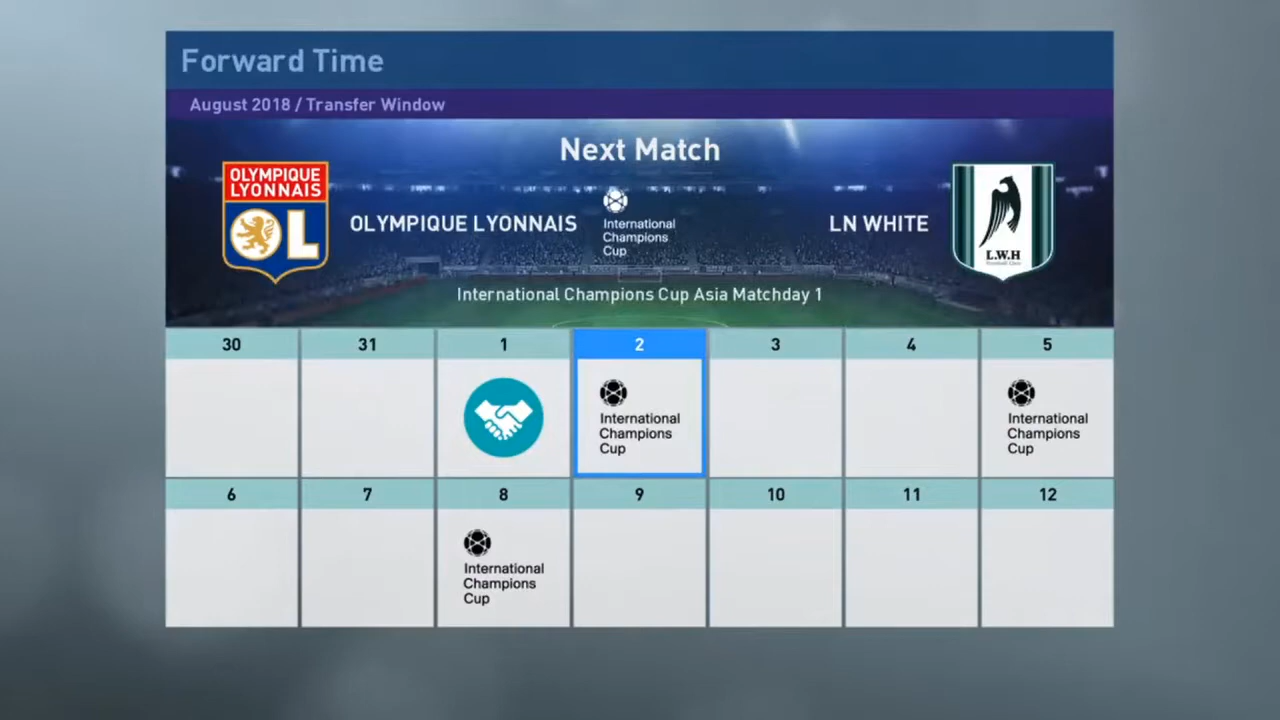 Forward Time
August 2018 / Transfer Window
Next Match
OLYMPIQUE
LYONNAIS
L
OLYMPIQUE LYONNAIS
International
Champions
Cup
LN WHITE
L.W.H
International Champions Cup Asia Matchday 1
30 31 1 2 3 4 5
International
Champions
Cup
International
Champions
Cup
6 7 8 9 10 11 12
International
Champions
Cup